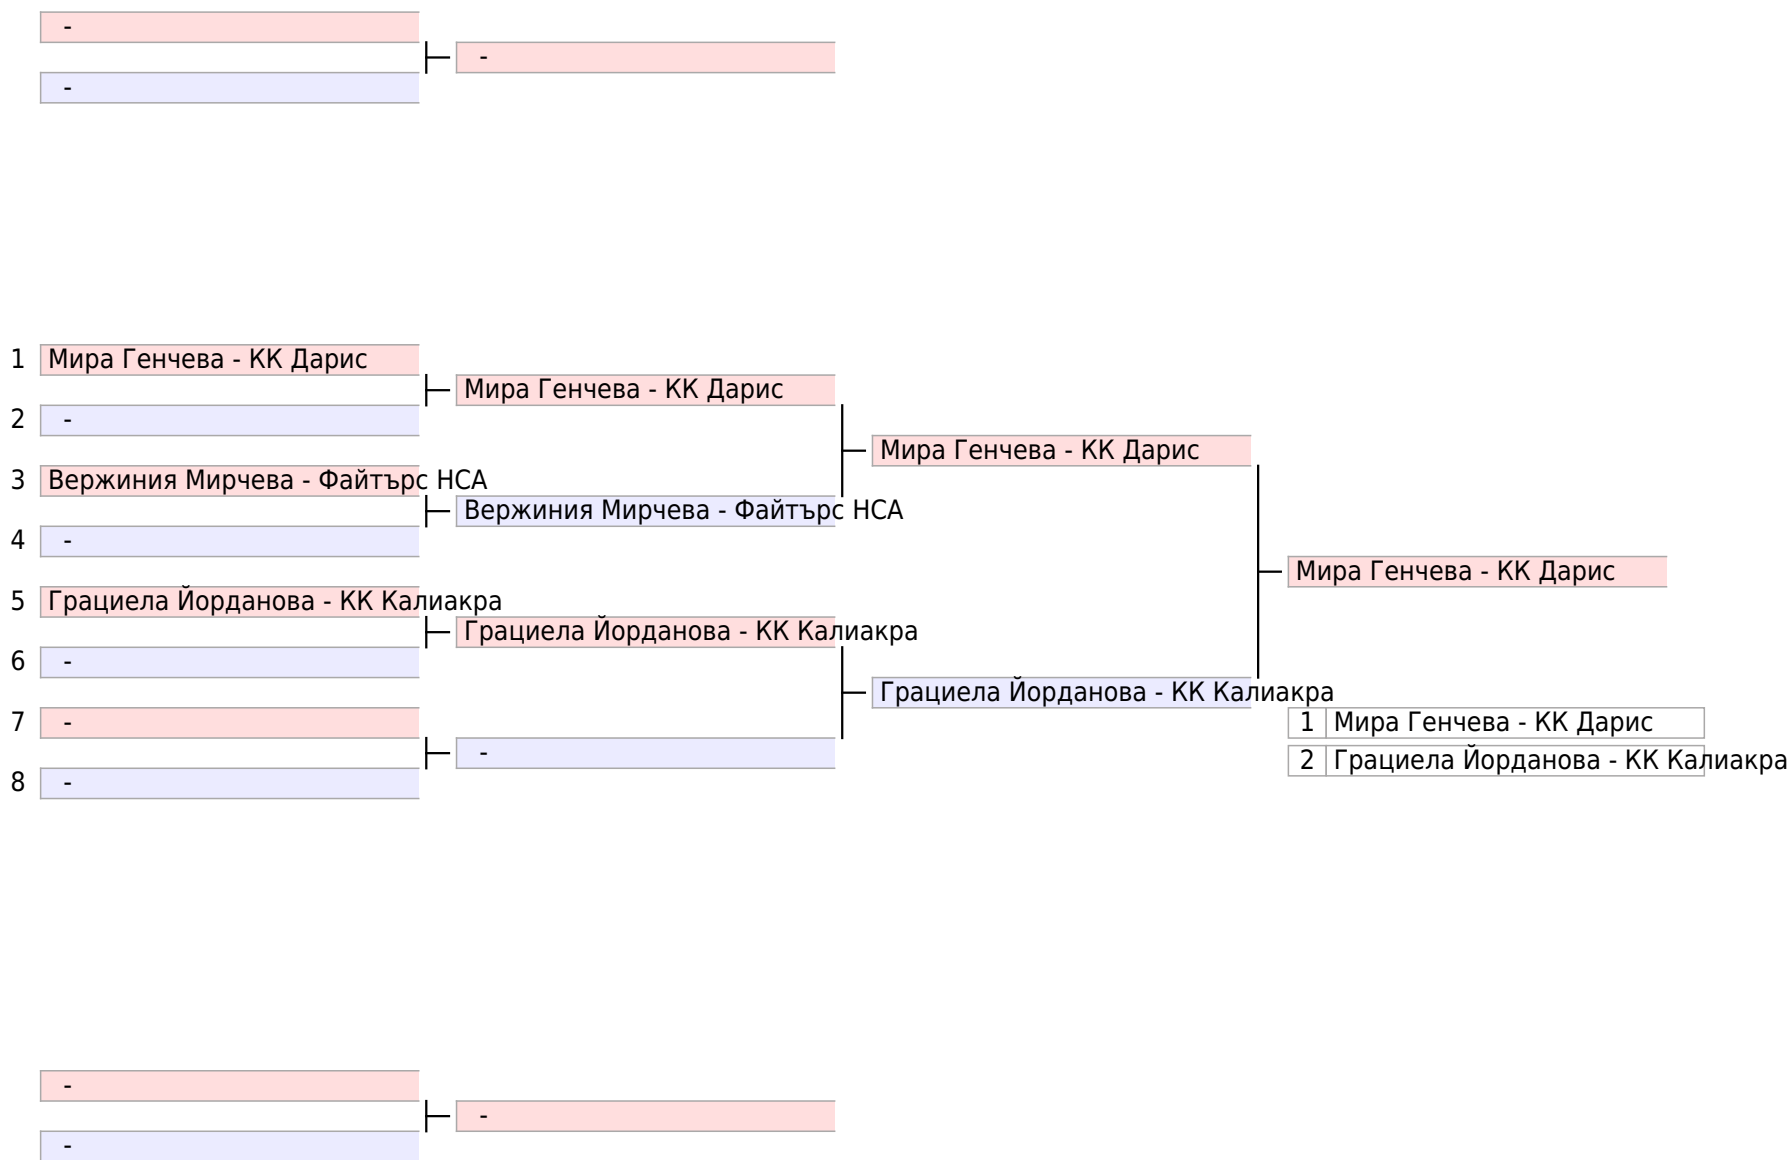 -
-
-
1 Мира Генчева - КК Дарис
Мира Генчева - КК Дарис
2 -
Мира Генчева - КК Дарис
3 Вержиния Мирчева - Файтърс НСА
Вержиния Мирчева - Файтърс НСА
4 -
Мира Генчева - КК Дарис
5 Грациела Йорданова - КК Калиакра
Грациела Йорданова - КК Калиакра
6 -
Грациела Йорданова - КК Калиакра
7 -
1 Мира Генчева - КК Дарис
-
2 Грациела Йорданова - КК Калиакра
8 -
-
-
-